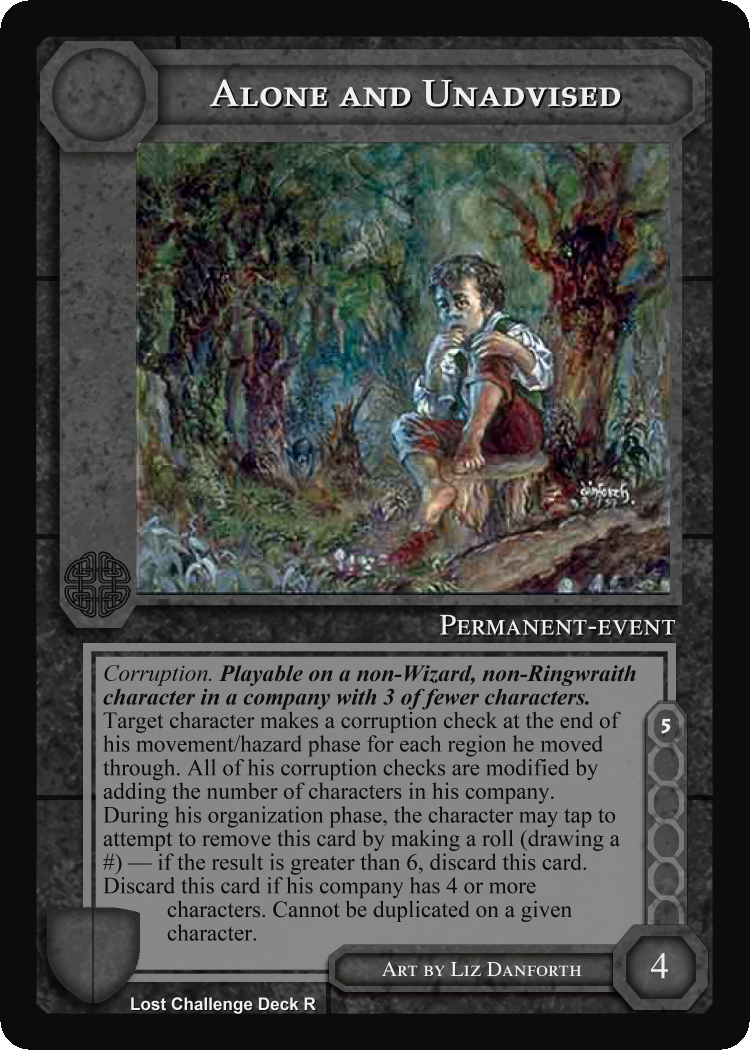 Alone and Unadvised
danforth
Permanent-event
Corruption. Playable on a non-Wizard, non-Ringwraith
character in a company with 3 of fewer characters.
Target character makes a corruption check at the end of
his movement/hazard phase for each region he moved
through. All of his corruption checks are modified by
adding the number of characters in his company.
During his organization phase, the character may tap to
attempt to remove this card by making a roll (drawing a
#) — if the result is greater than 6, discard this card.
Discard this card if his company has 4 or more
characters. Cannot be duplicated on a given
character.
5
Art by Liz Danforth
4
Lost Challenge Deck R